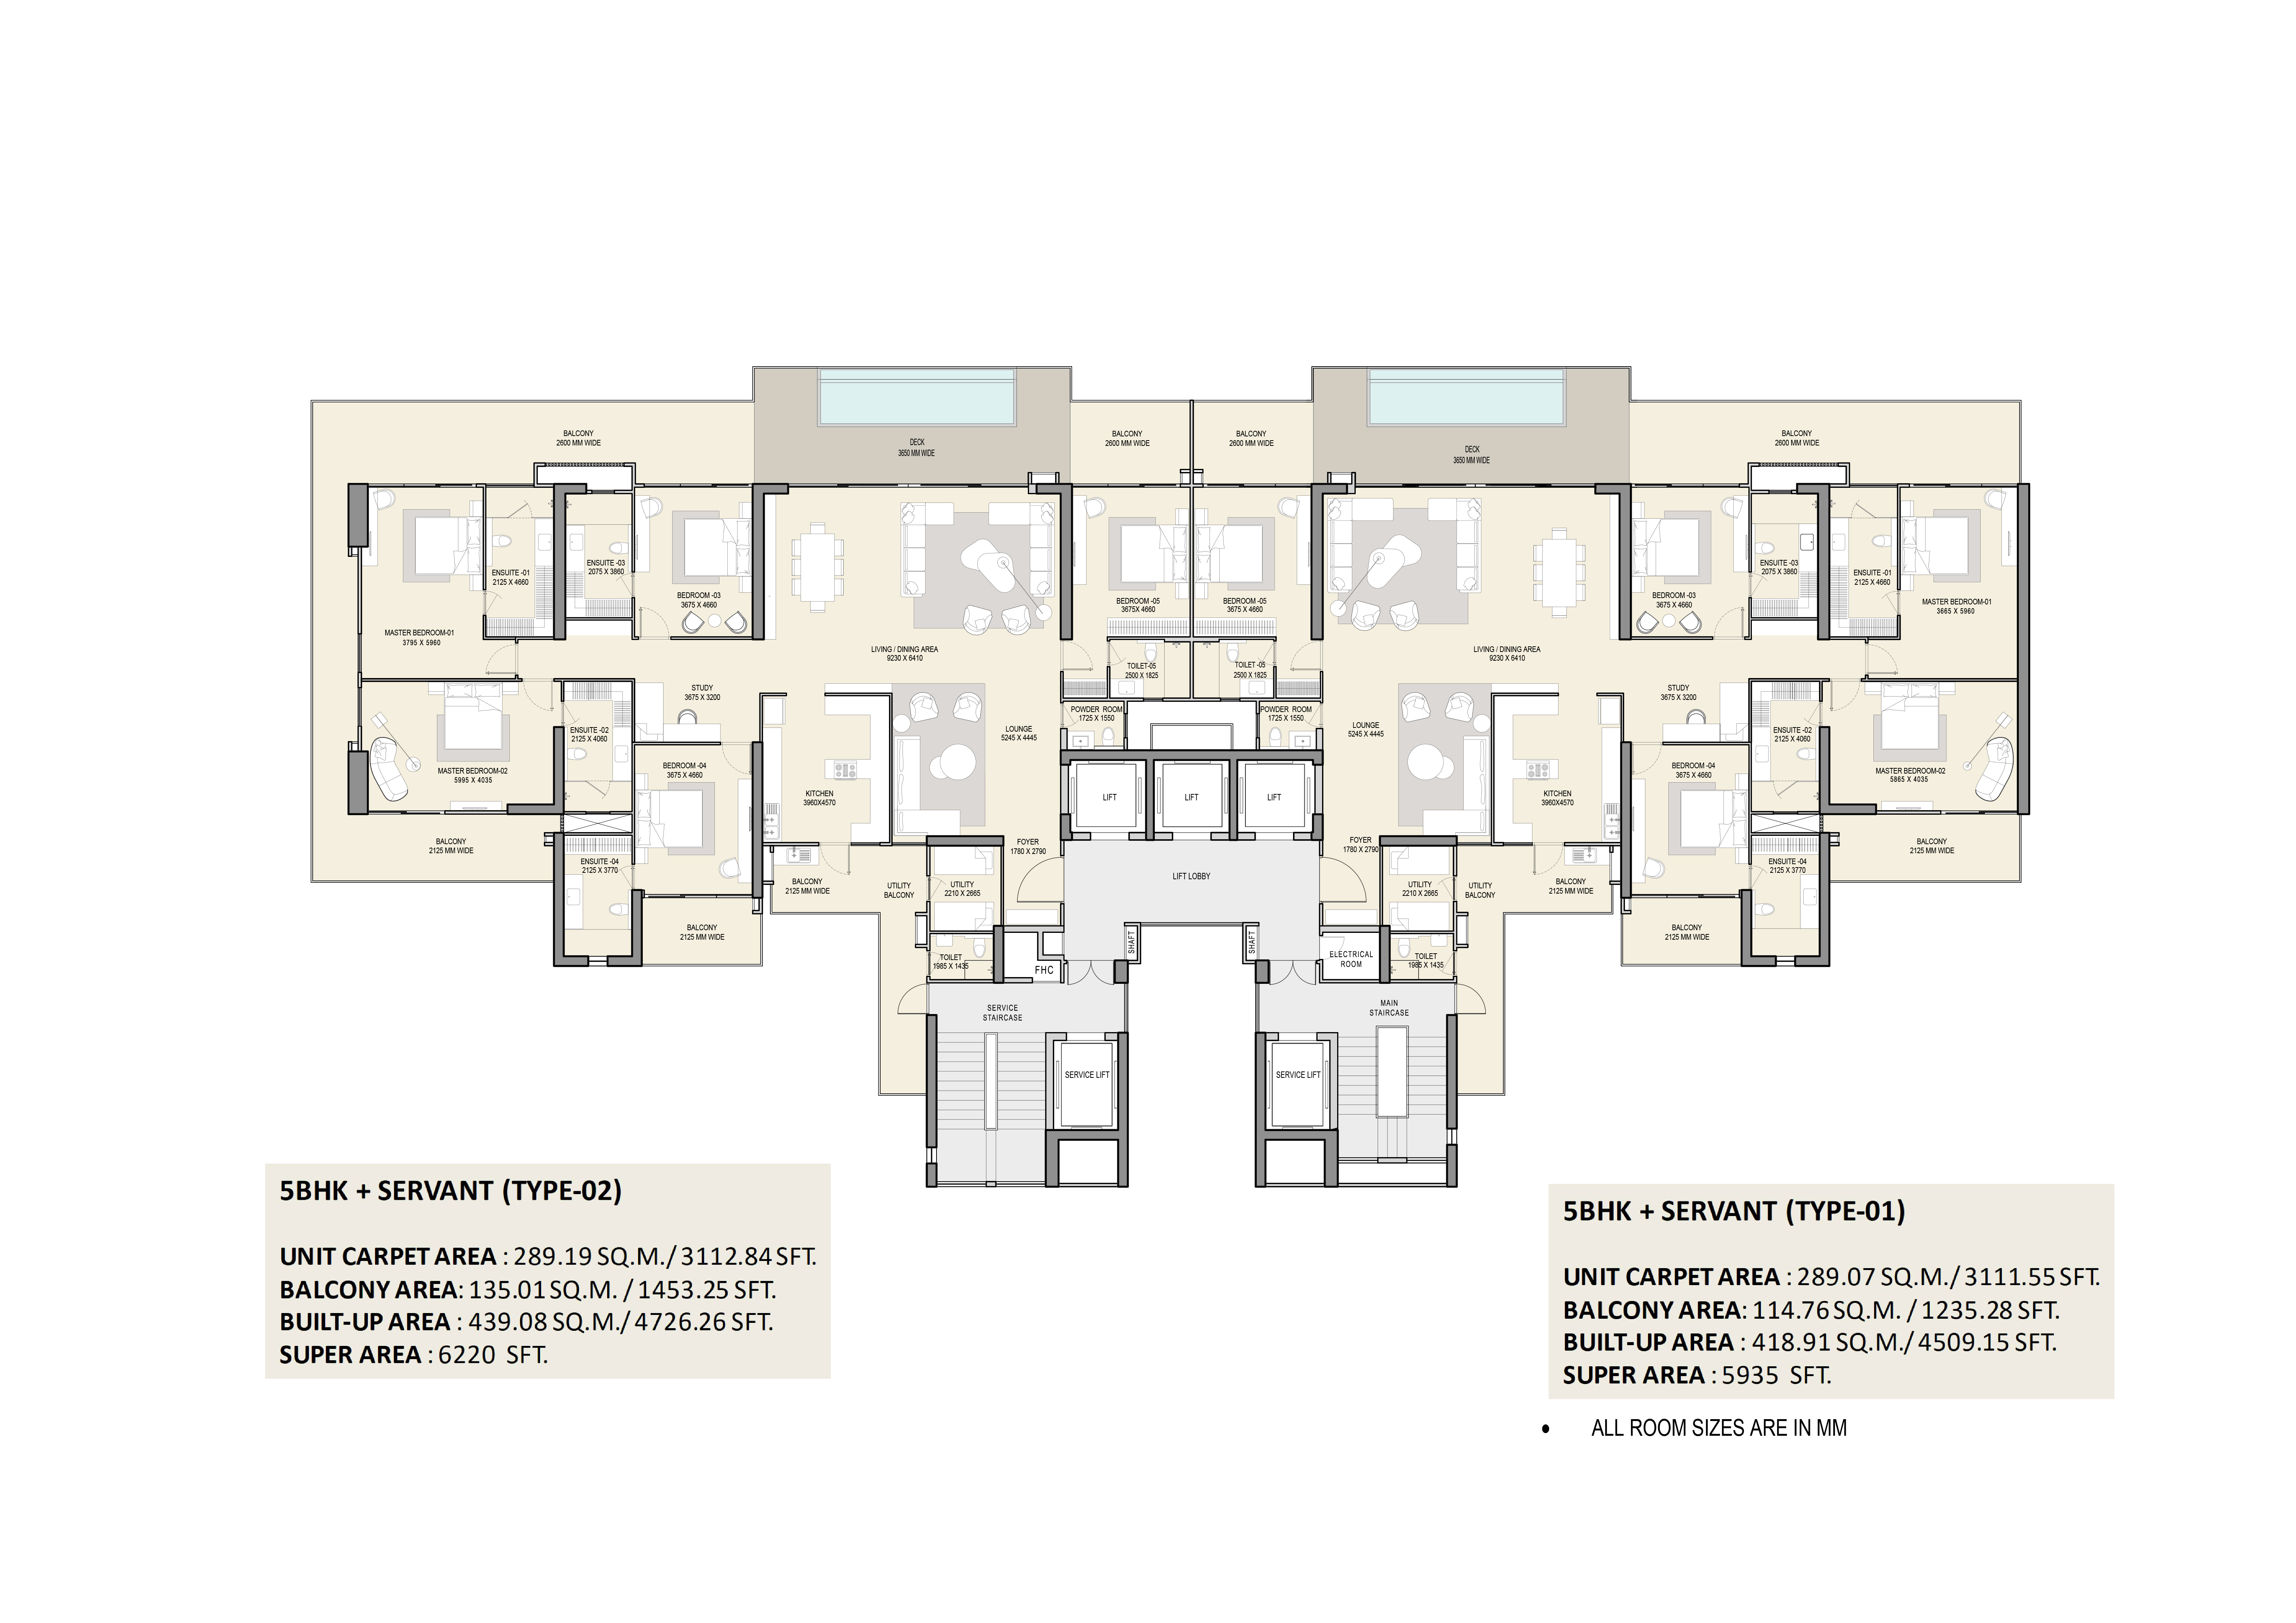 BALCONY
2600 MM WIDE
DECK
3650 MM WIDE
BALCONY
2600 MM WIDE
BALCONY
2600 MM WIDE
DECK
3650 MM WIDE
BALCONY
2600 MM WIDE
ENSUITE -01
2125 X 4660
ENSUITE -03
2075 X 3860
BEDROOM -03
3675 X 4660
MASTER BEDROOM-01
3795 X 5960
LIVING / DINING AREA
9230 X 6410
BEDROOM -05
3675X 4660
BEDROOM -05
3675 X 4660
TOILET-05
2500 X 1825
TOILET -05
2500 X 1825
LIVING / DINING AREA
9230 X 6410
BEDROOM -03
3675 X 4660
ENSUITE -03
2075 X 3860
ENSUITE -01
2125 X 4660
MASTER BEDROOM-01
3665 X 5960
STUDY
3675 X 3200
ENSUITE -02
2125 X 4060
MASTER BEDROOM-02
5995 X 4035
BEDROOM -04
3675 X 4660
KITCHEN
3960X4570
LOUNGE
5245 X 4445
POWDER ROOM
1725 X 1550
POWDER ROOM
1725 X 1550
LOUNGE
5245 X 4445
KITCHEN
3960X4570
STUDY
3675 X 3200
BEDROOM -04
3675 X 4660
ENSUITE -02
2125 X 4060
MASTER BEDROOM-02
5865 X 4035
LIFT
LIFT
LIFT
BALCONY
2125 MM WIDE
ENSUITE -04
2125 X 3770
BALCONY
2125 MM WIDE
BALCONY
2125 MM WIDE
UTILITY
BALCONY
UTILITY
2210 X 2665
FOYER
1780 X 2790
LIFT LOBBY
FOYER
1780 X 2790
UTILITY
2210 X 2665
UTILITY
BALCONY
BALCONY
2125 MM WIDE
BALCONY
2125 MM WIDE
ENSUITE -04
2125 X 3770
BALCONY
2125 MM WIDE
TOILET
1985 X 1435
FHC
SHAFT
SHAFT
ELECTRICAL
ROOM
TOILET
1985 X 1435
SERVICE
STAIRCASE
MAIN
STAIRCASE
SERVICE LIFT
SERVICE LIFT
5BHK + SERVANT (TYPE-02)
UNIT CARPET AREA : 289.19 SQ.M./ 3112.84 SFT.
BALCONY AREA: 135.01 SQ.M. / 1453.25 SFT.
BUILT-UP AREA : 439.08 SQ.M./ 4726.26 SFT.
SUPER AREA : 6220 SFT.
5BHK + SERVANT (TYPE-01)
UNIT CARPET AREA : 289.07 SQ.M./ 3111.55 SFT.
BALCONY AREA: 114.76 SQ.M. / 1235.28 SFT.
BUILT-UP AREA : 418.91 SQ.M./ 4509.15 SFT.
SUPER AREA : 5935 SFT.
• ALL ROOM SIZES ARE IN MM